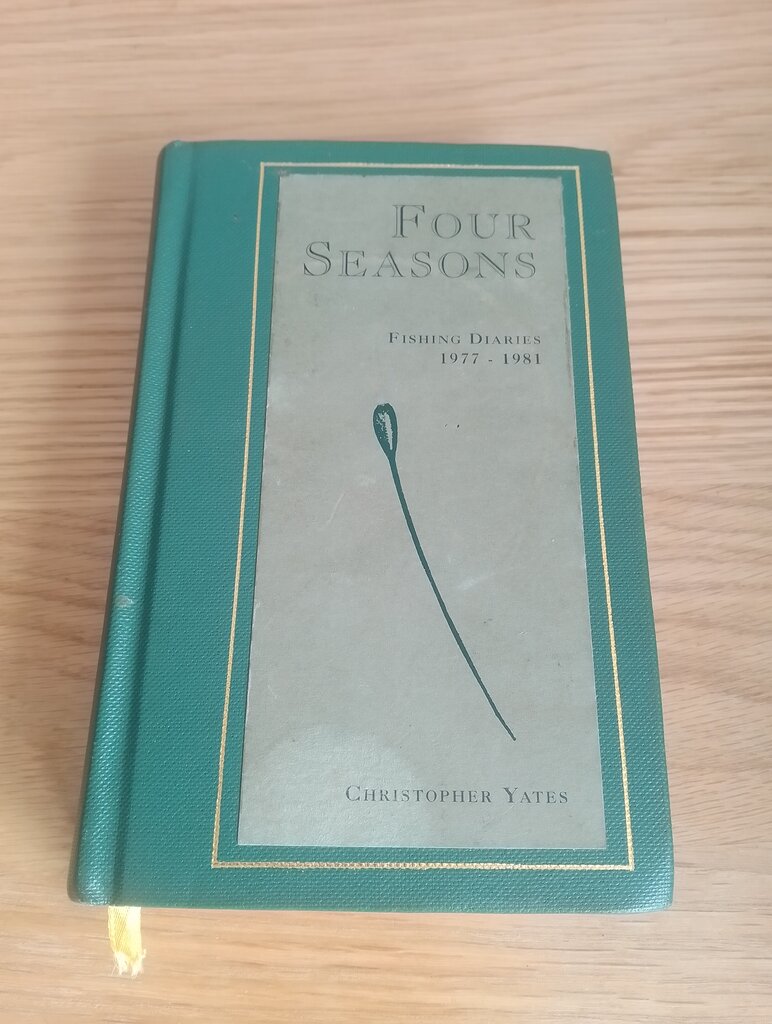 Four
Seasons
Fishing Diaries
1977 - 1981
Christopher Yates